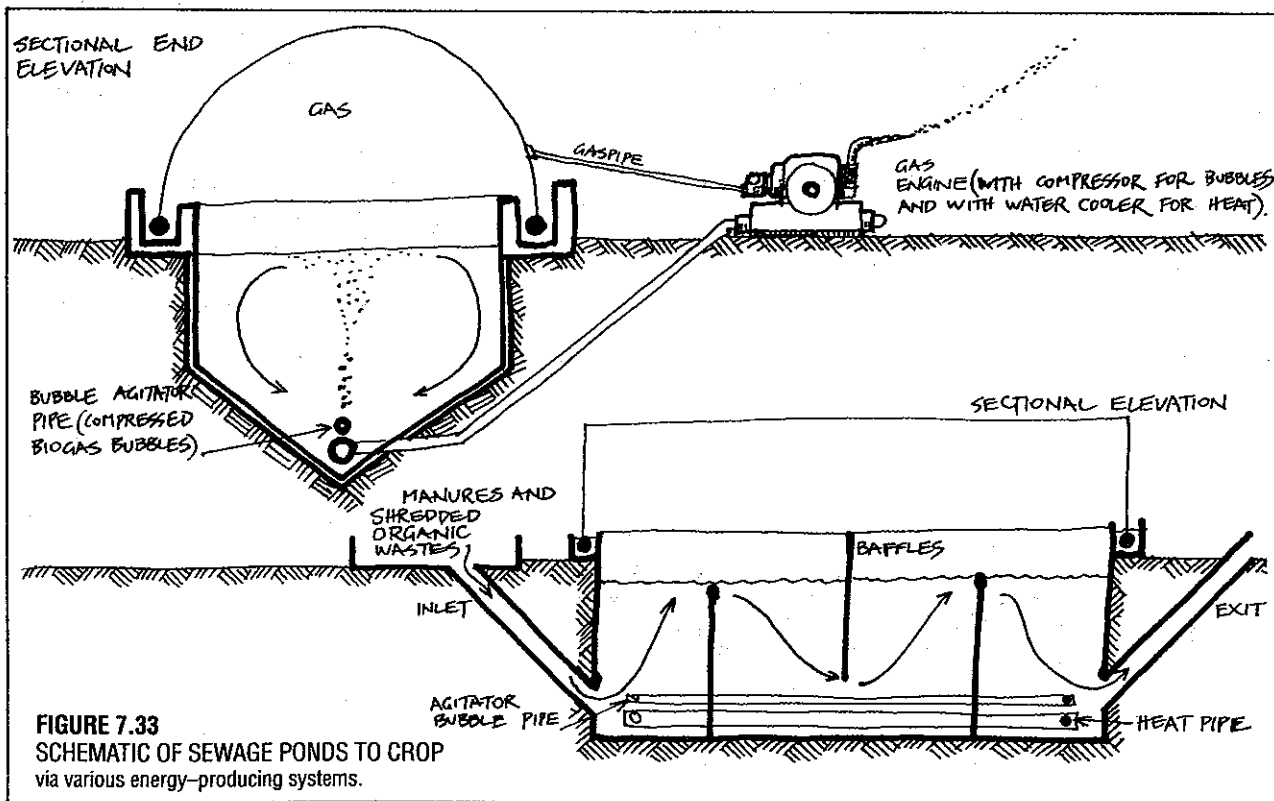 SECTIONAL END
ELEVATION
GAS
GASPIPE
GAS
ENGINE (WITH COMPRESSOR FOR BUBBLES
AND WITH WATER COOLER FOR HEAT).
BUBBLE AGITATOR
PIPE (COMPRESSED
BIOGAS BUBBLES)
SECTIONAL ELEVATION
MANURES AND
SHREDDED
ORGANIC
WASTES
BAFFLES
INLET
EXIT
AGITATOR
BUBBLE PIPE
HEAT PIPE
FIGURE 7.33
SCHEMATIC OF SEWAGE PONDS TO CROP
via various energy–producing systems.